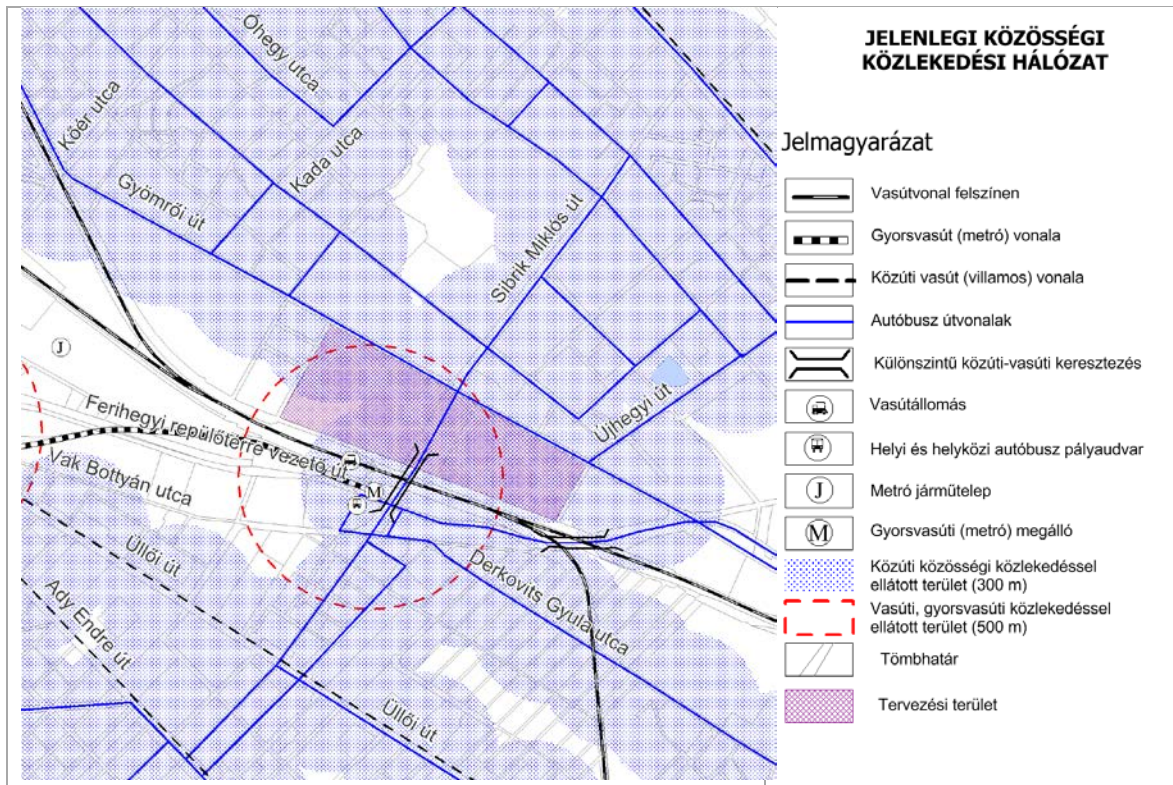 JELENLEGI KÖZÖSSÉGI
KÖZLEKEDÉSI HÁLÓZAT
Jelmagyarázat
Vasútvonal felszínen
Gyorsvasút (metró) vonala
Közúti vasút (villamos) vonala
Autóbusz útvonalak
Különszintű közúti-vasúti keresztezés
Vasútállomás
Helyi és helyközi autóbusz pályaudvar
J
Metró járműtelep
M
Gyorsvasúti (metró) megálló
Közúti közösségi közlekedéssel
ellátott terület (300 m)
Vasúti, gyorsvasúti közlekedéssel
ellátott terület (500 m)
Tömbhatár
Tervezési terület
Óhegy utca
Kőér utca
Kada utca
Gyömrői út
Sibrik Miklós út
J
Újhegyi út
Ferihegyi repülőtérre vezető út
M
Vak Bottyán utca
Üllői út
Derkovits Gyula utca
Ady Endre út
Üllői út